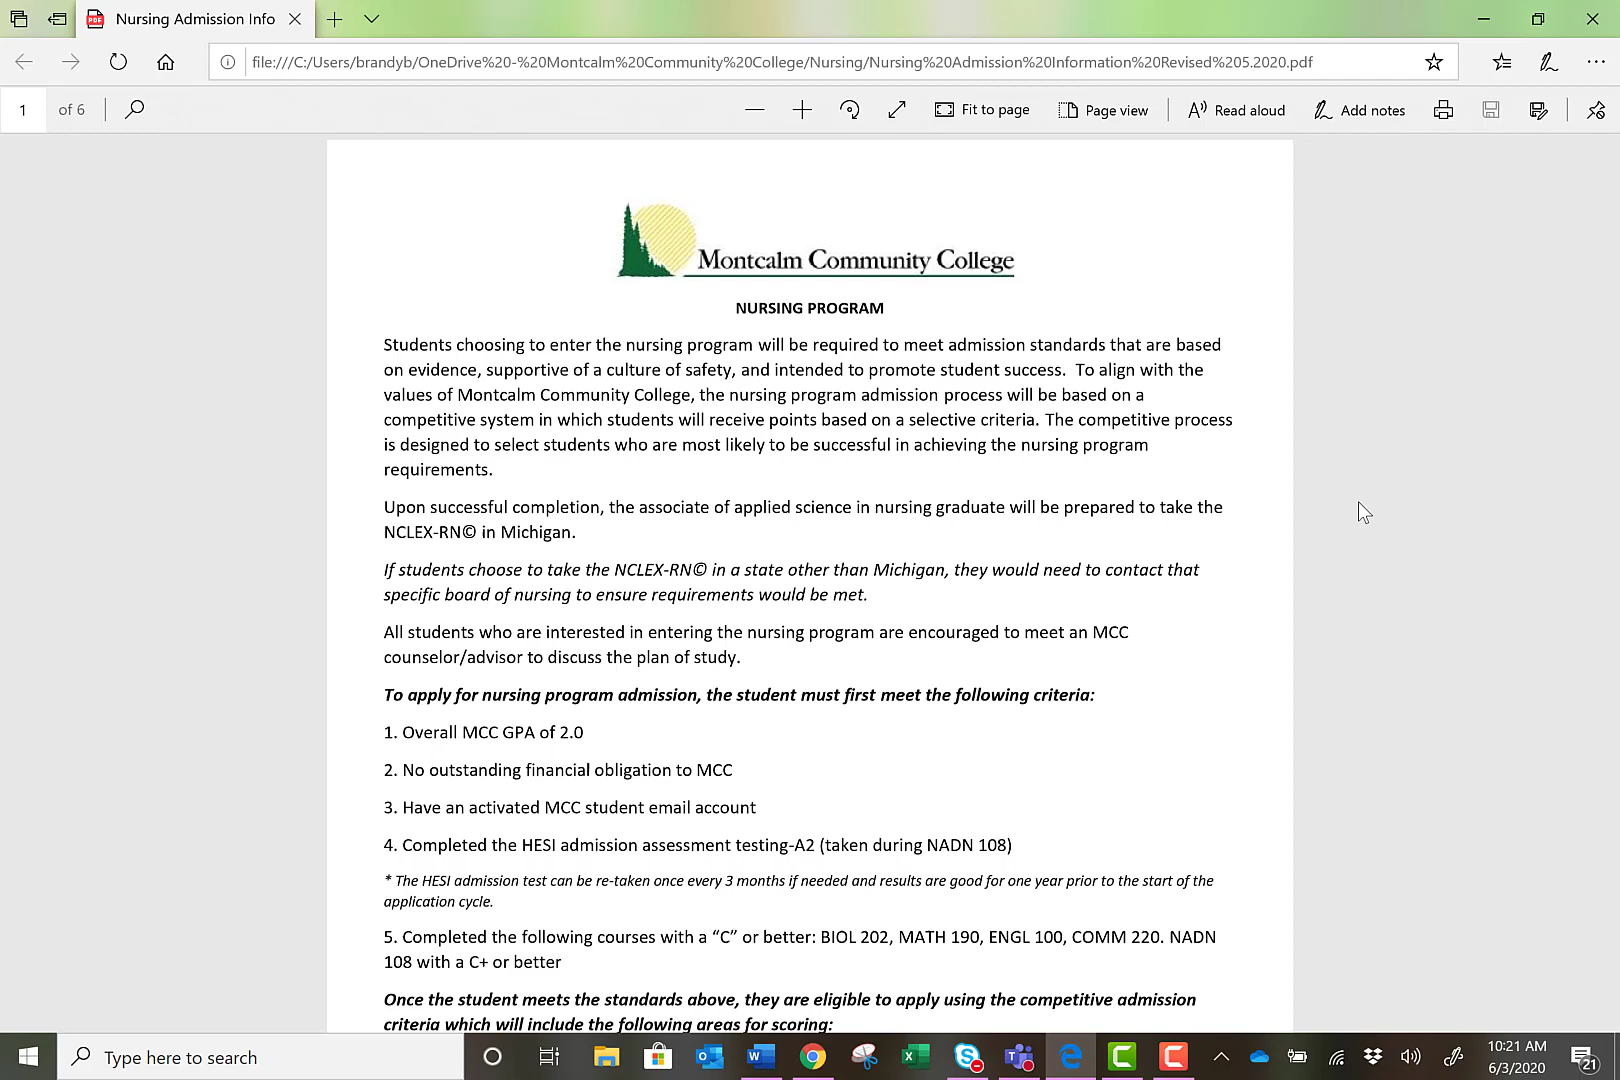 Nursing Admission Info
file:///C:/Users/brandyb/OneDrive%20-%20Montcalm%20Community%20College/Nursing/Nursing%20Admission%20Information%20Revised%205.2020.pdf
1 of 6 Fit to page Page view Read aloud Add notes
Montcalm Community College
NURSING PROGRAM
Students choosing to enter the nursing program will be required to meet admission standards that are based
on evidence, supportive of a culture of safety, and intended to promote student success. To align with the
values of Montcalm Community College, the nursing program admission process will be based on a
competitive system in which students will receive points based on a selective criteria. The competitive process
is designed to select students who are most likely to be successful in achieving the nursing program
requirements.
Upon successful completion, the associate of applied science in nursing graduate will be prepared to take the
NCLEX-RN© in Michigan.
If students choose to take the NCLEX-RN© in a state other than Michigan, they would need to contact that
specific board of nursing to ensure requirements would be met.
All students who are interested in entering the nursing program are encouraged to meet an MCC
counselor/advisor to discuss the plan of study.
To apply for nursing program admission, the student must first meet the following criteria:
1. Overall MCC GPA of 2.0
2. No outstanding financial obligation to MCC
3. Have an activated MCC student email account
4. Completed the HESI admission assessment testing-A2 (taken during NADN 108)
* The HESI admission test can be re-taken once every 3 months if needed and results are good for one year prior to the start of the
application cycle.
5. Completed the following courses with a “C” or better: BIOL 202, MATH 190, ENGL 100, COMM 220. NADN
108 with a C+ or better
Once the student meets the standards above, they are eligible to apply using the competitive admission
criteria which will include the following areas for scoring:
Type here to search
10:21 AM
6/3/2020
21